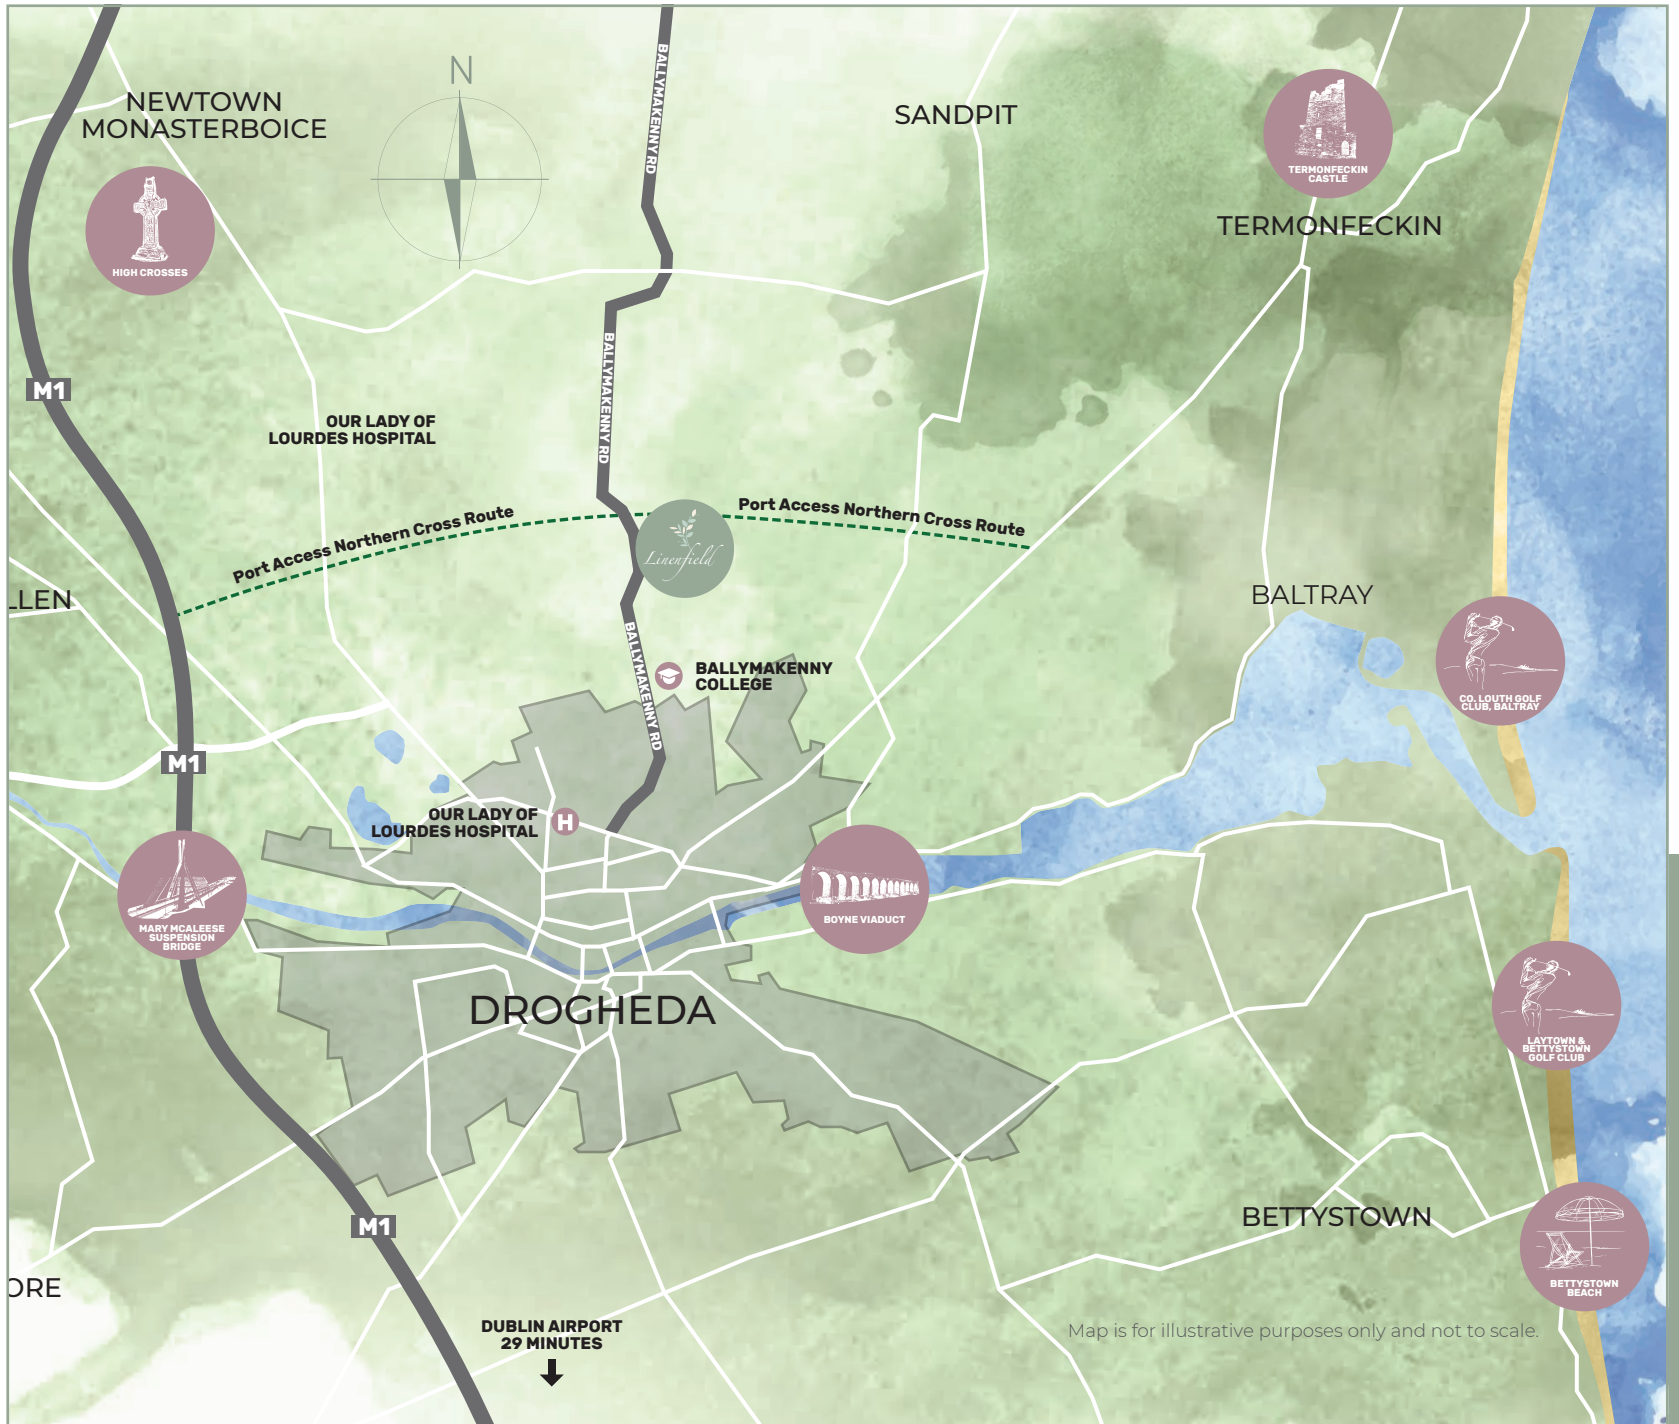 N
BALLYMAKENNY RD
NEWTOWN
MONASTERBOICE
SANDPIT
TERMONFECKIN
CASTLE
TERMONFECKIN
HIGH CROSSES
M1
BALLYMAKENNY RD
OUR LADY OF
LOURDES HOSPITAL
Port Access Northern Cross Route
Port Access Northern Cross Route
Linenfield
LLEN
BALTRAY
BALLYMAKENNY RD
BALLYMAKENNY
COLLEGE
CO. LOUTH GOLF
CLUB, BALTRAY
M1
OUR LADY OF
LOURDES HOSPITAL
H
MARY MCALEESE
SUSPENSION
BRIDGE
BOYNE VIADUCT
DROGHEDA
LAYTOWN &
BETTYSTOWN
GOLF CLUB
M1
BETTYSTOWN
BETTYSTOWN
BEACH
ORE
DUBLIN AIRPORT
29 MINUTES
Map is for illustrative purposes only and not to scale.